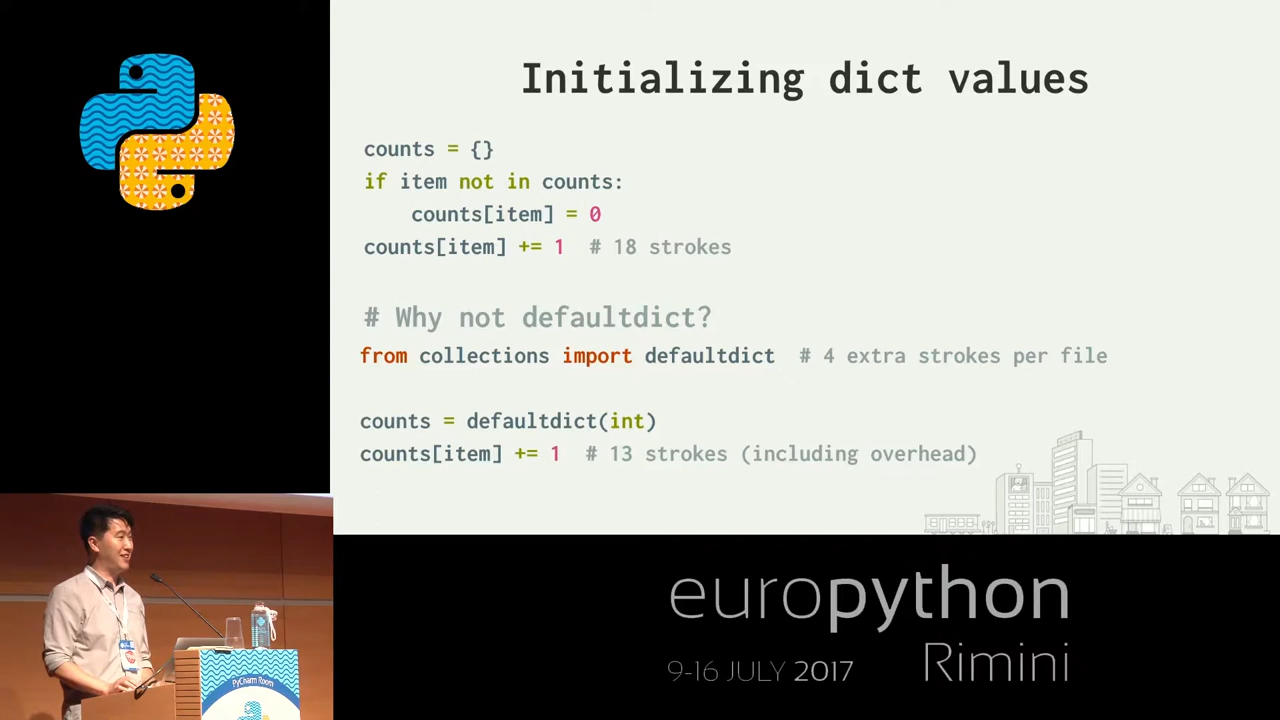 Initializing dict values
counts = {}
if item not in counts:
    counts[item] = 0
counts[item] += 1  # 18 strokes
# Why not defaultdict?
from collections import defaultdict  # 4 extra strokes per file
counts = defaultdict(int)
counts[item] += 1  # 13 strokes (including overhead)
PyCharm Room
europython
Rimini
9-16 JULY 2017